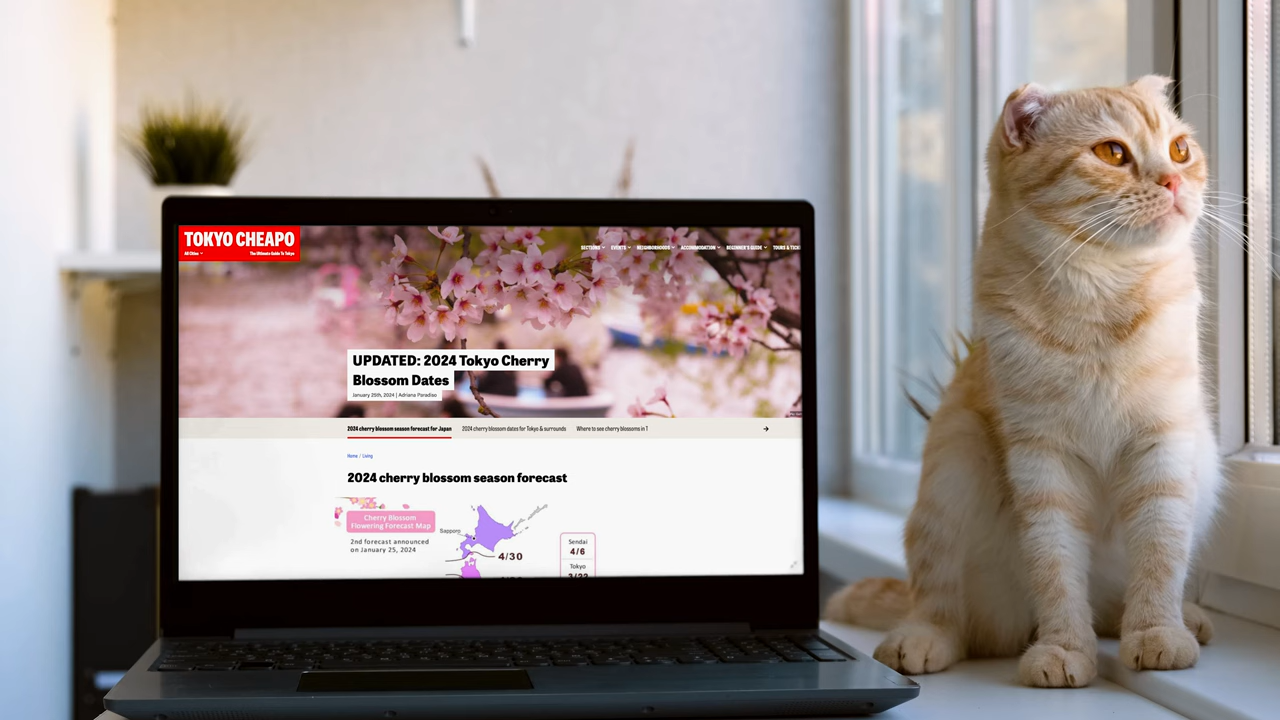 TOKYO CHEAPO
All Cities
The Ultimate Guide To Tokyo
SECTIONS EVENTS NEIGHBORHOODS ACCOMMODATION BEGINNER'S GUIDE TOURS &
UPDATED: 2024 Tokyo Cherry
Blossom Dates
January 25th, 2024 | Adriana Paradiso
2024 cherry blossom season forecast for Japan 2024 cherry blossom dates for Tokyo & surrounds Where to see cherry blossoms in T
Home / Living
2024 cherry blossom season forecast
Cherry Blossom
Flowering Forecast Map
2nd forecast announced
on January 25, 2024
Sapporo
4/30
Sendai
4/6
Tokyo